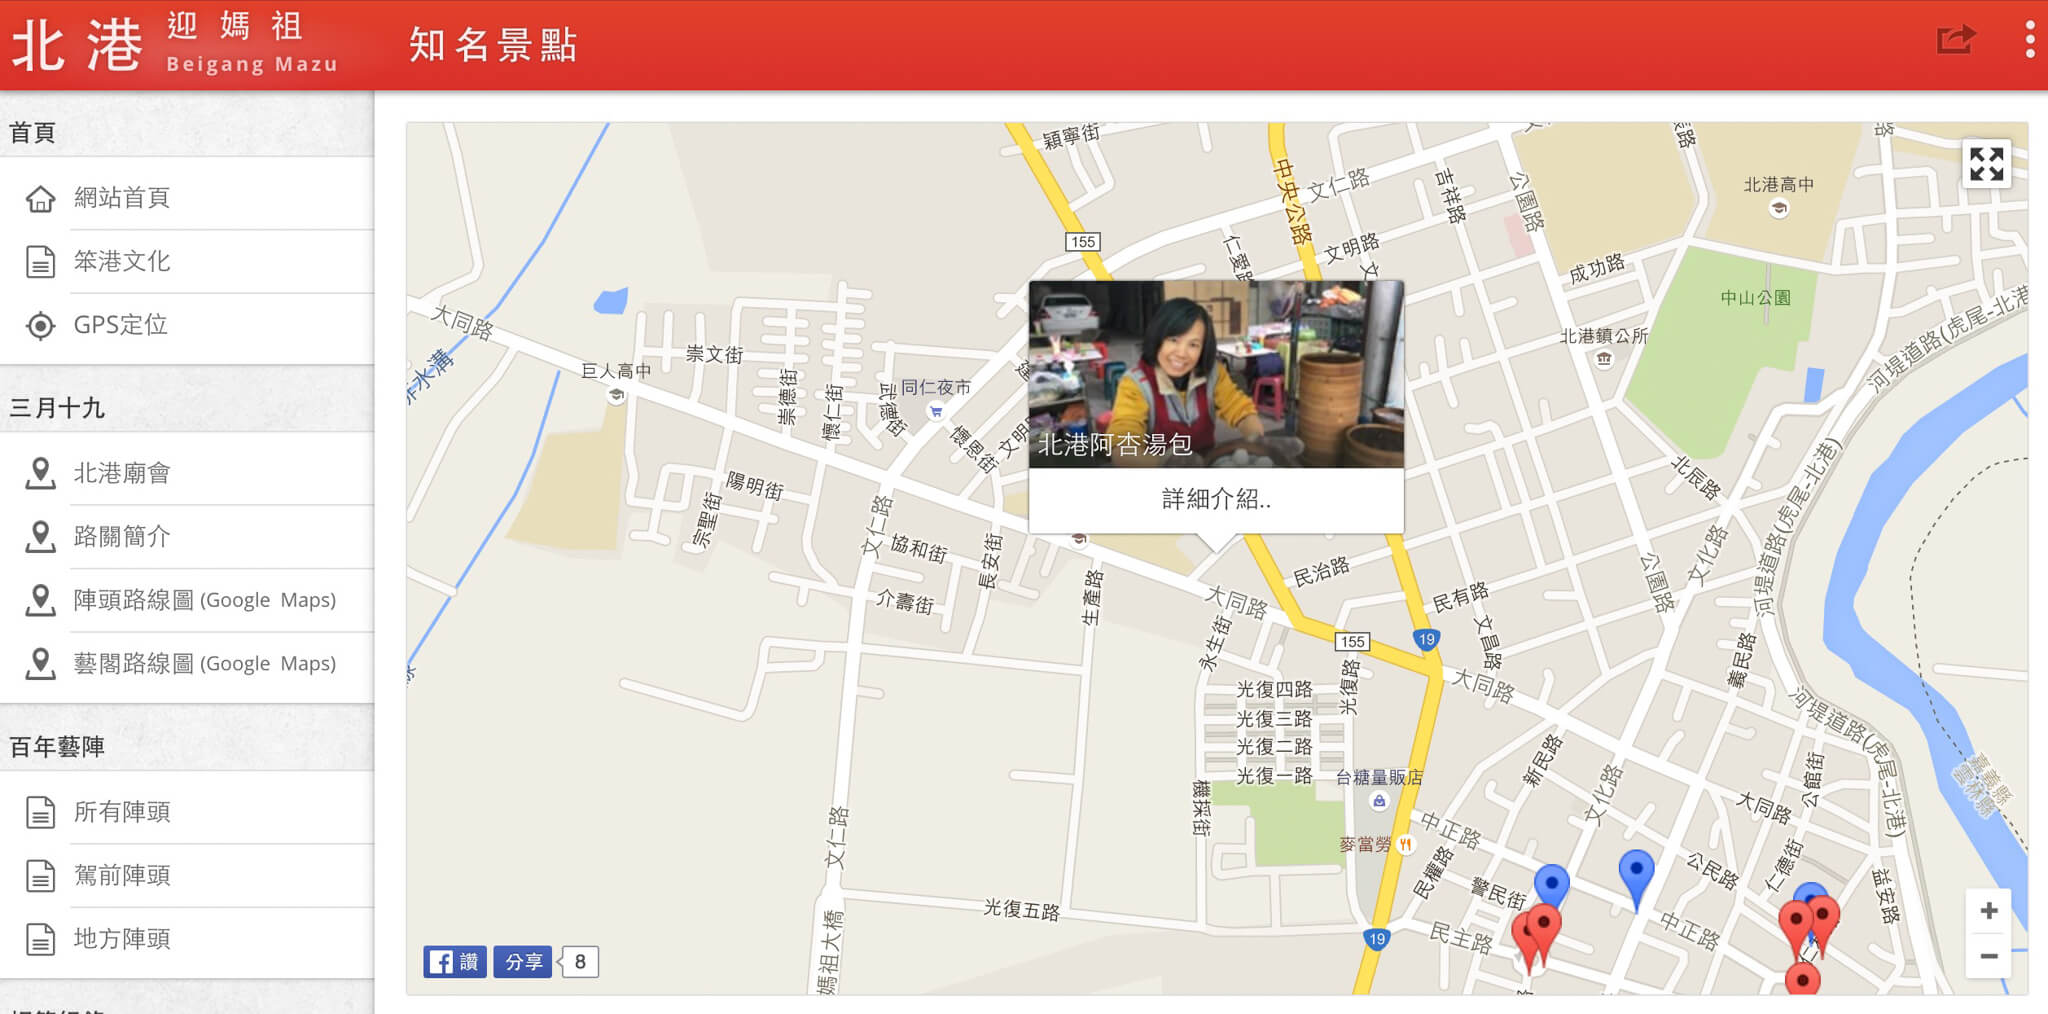 北港
迎媽祖
Beigang Mazu
知名景點
首頁
網站首頁
笨港文化
GPS定位
三月十九
北港廟會
路關簡介
陣頭路線圖 (Google Maps)
藝閣路線圖 (Google Maps)
百年藝陣
所有陣頭
駕前陣頭
地方陣頭
穎寧街
中央公路
文仁路
吉祥路
公園路
北港高中
155
仁愛路
文明路
成功路
中山公園
北港鎮公所
河堤道路(虎尾-北港)
大同路
巨人高中
崇文街
崇德街
懷仁街
武德街
同仁夜市
懷恩街
文明路
北港阿杏湯包
詳細介紹..
北辰路
陽明街
宗聖街
文仁路
協和街
長安街
介壽街
生產路
大同路
民治路
民有路
文昌路
公園路
文化路
河堤道路(虎尾-北港)
155
19
永生街
光復路
大同路
義民路
光復四路
光復三路
光復二路
光復一路
機採街
台糖量販店
新民路
文化路
河堤道路(虎尾-北港)
公館街
大同路
嘉義縣
雲林縣
麥當勞
中正路
民權路
警民街
公民路
仁德街
益安路
文仁路
媽祖大橋
光復五路
19
民主路
中正路
讚
分享
8
+
−